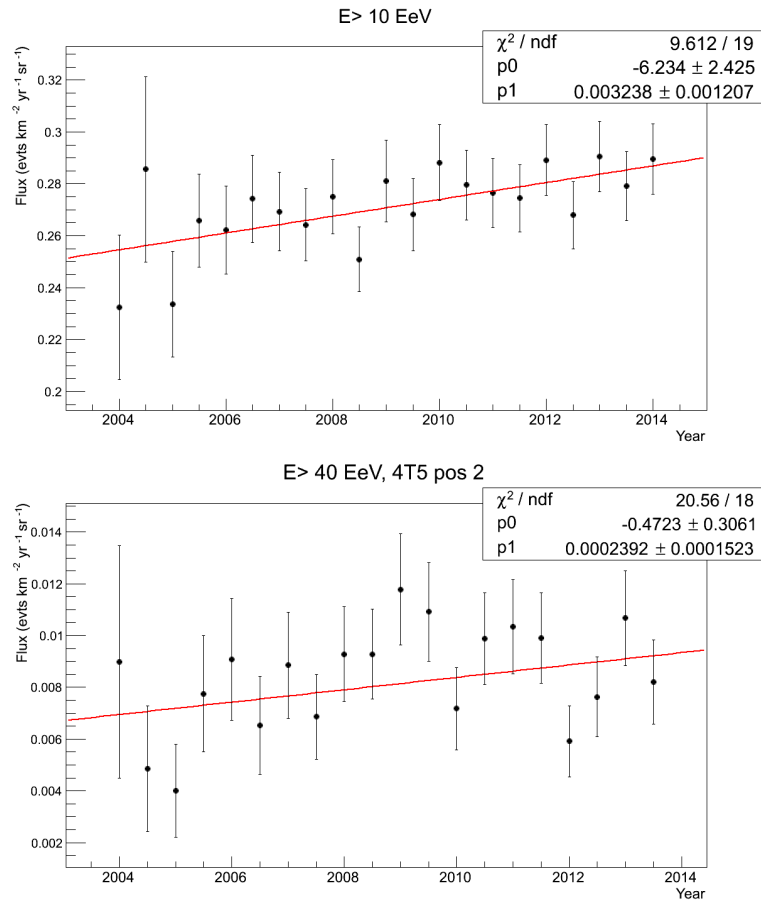 E> 10 EeV
χ² / ndf 9.612 / 19
p0 -6.234 ± 2.425
p1 0.003238 ± 0.001207
Flux (evts km⁻² yr⁻¹ sr⁻¹)
0.32
0.3
0.28
0.26
0.24
0.22
0.2
2004 2006 2008 2010 2012 2014
Year
E> 40 EeV, 4T5 pos 2
χ² / ndf 20.56 / 18
p0 -0.4723 ± 0.3061
p1 0.0002392 ± 0.0001523
Flux (evts km⁻² yr⁻¹ sr⁻¹)
0.014
0.012
0.01
0.008
0.006
0.004
0.002
2004 2006 2008 2010 2012 2014
Year